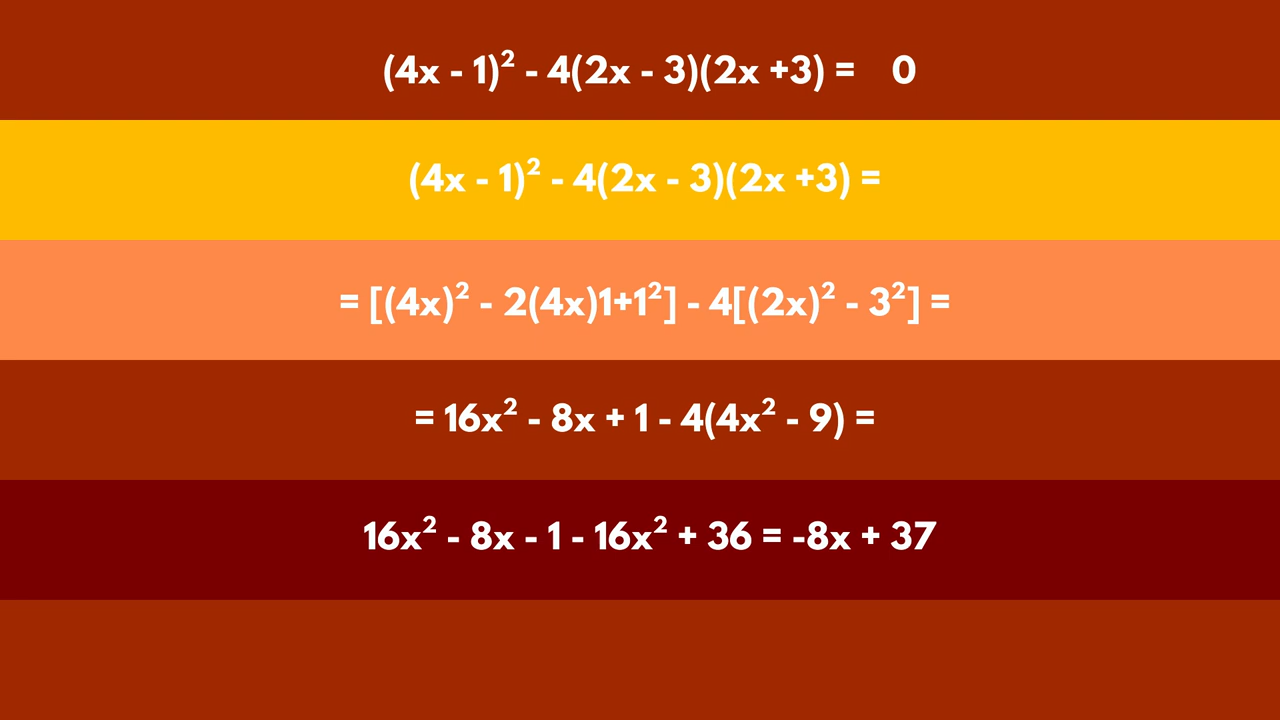 (4x - 1)² - 4(2x - 3)(2x +3) = 0
(4x - 1)² - 4(2x - 3)(2x +3) =
= [(4x)² - 2(4x)1+1²] - 4[(2x)² - 3²] =
= 16x² - 8x + 1 - 4(4x² - 9) =
16x² - 8x - 1 - 16x² + 36 = -8x + 37